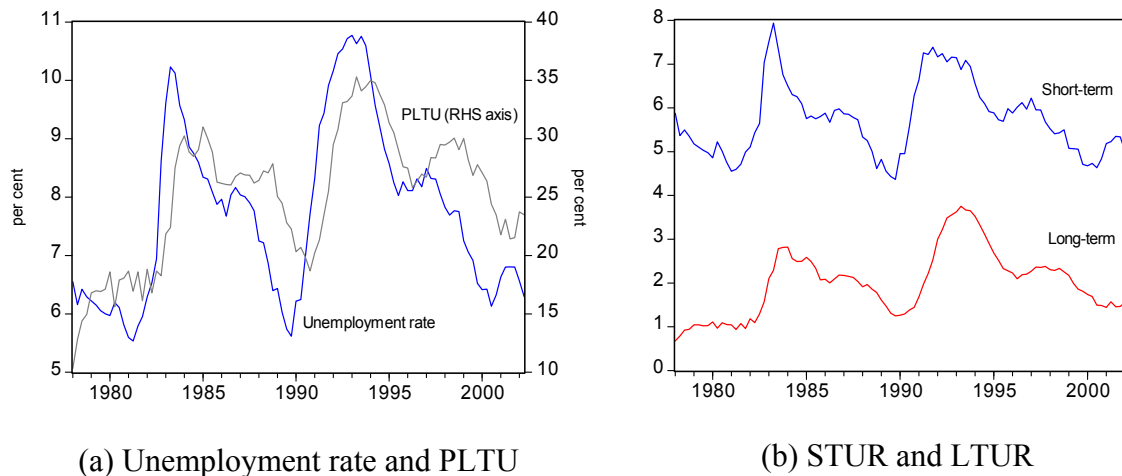 11
10
9
8
7
6
5
per cent
40
35
30
25
20
15
10
per cent
PLTU (RHS axis)
Unemployment rate
1980 1985 1990 1995 2000
(a) Unemployment rate and PLTU
8
7
6
5
4
3
2
1
0
Short-term
Long-term
1980 1985 1990 1995 2000
(b) STUR and LTUR